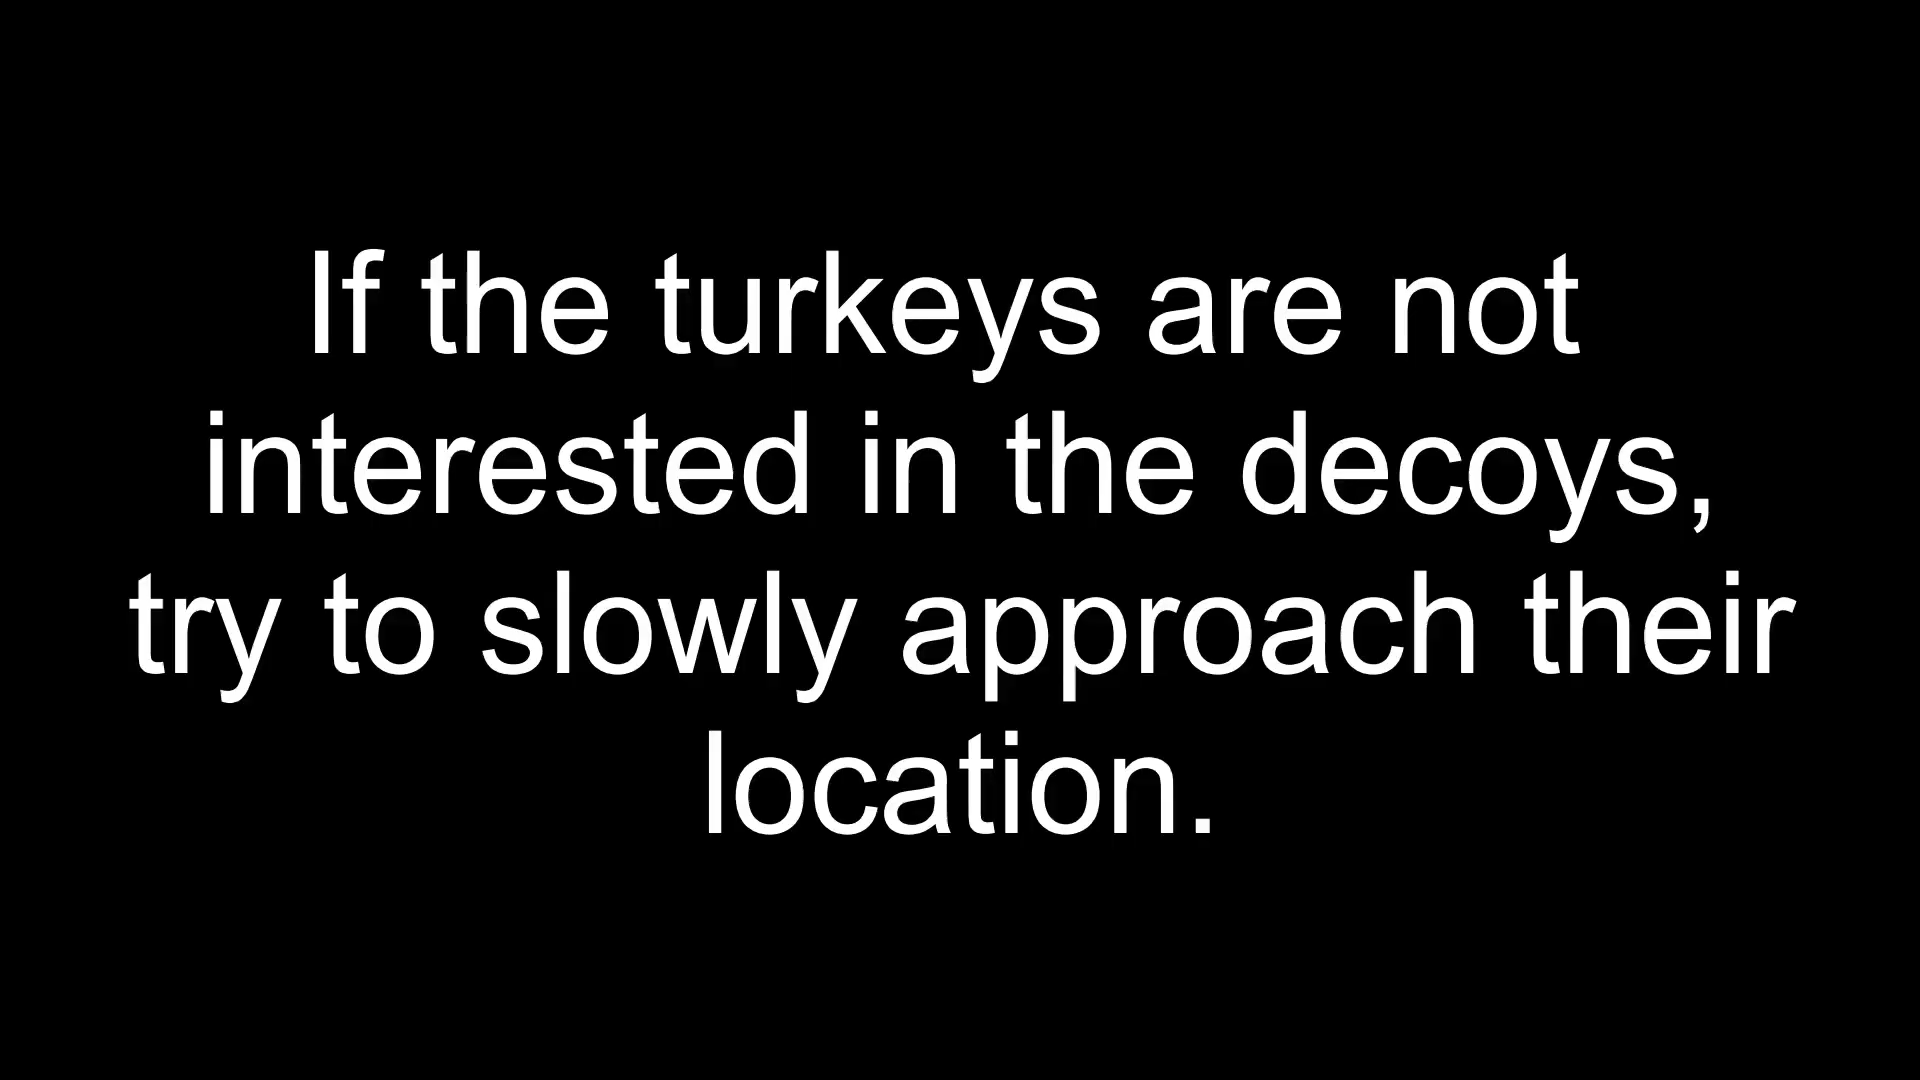 If the turkeys are not
interested in the decoys,
try to slowly approach their
location.